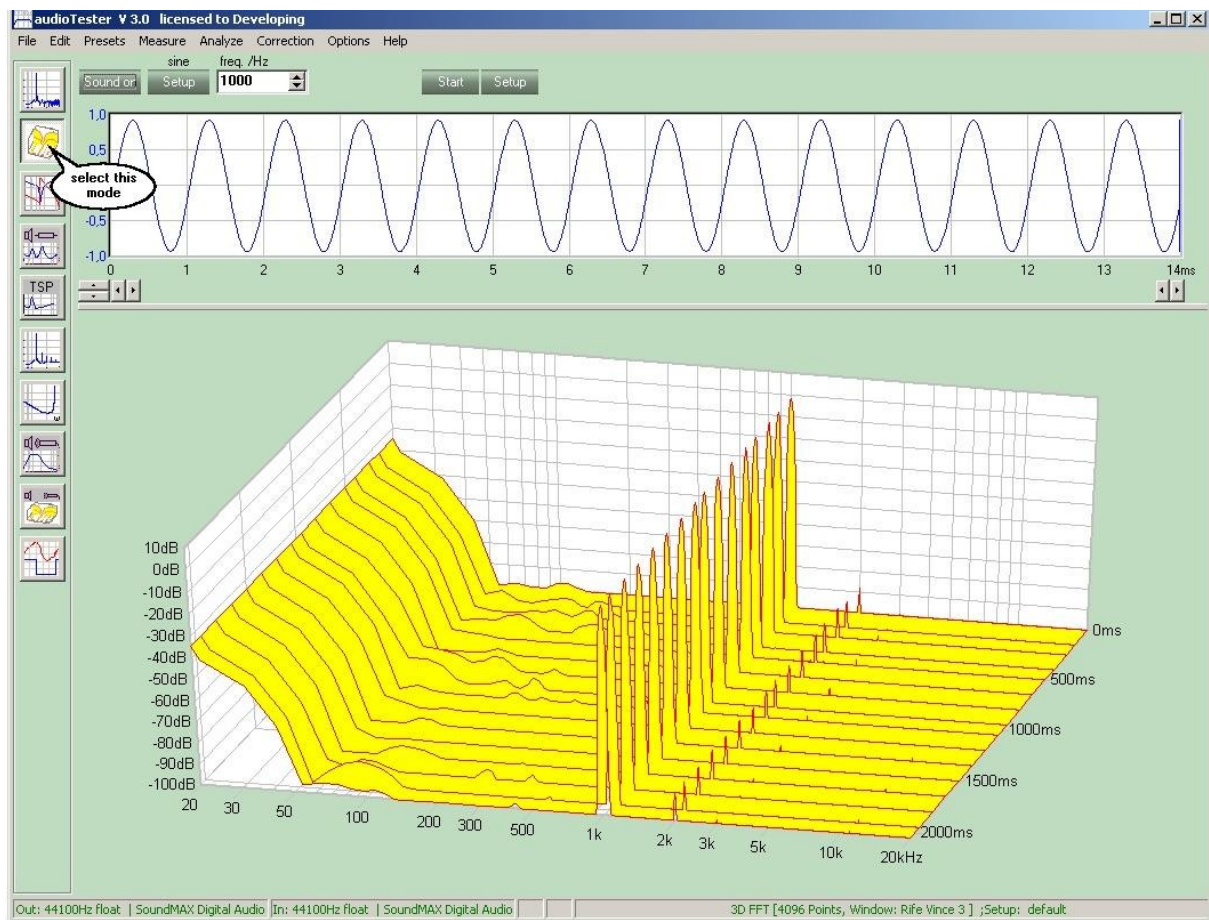 audioTester V 3.0 licensed to Developing
File Edit Presets Measure Analyze Correction Options Help
sine freq. /Hz
Sound on Setup 1000 Start Setup
1,0
0,5
-0,5
-1,0
select this
mode
0 1 2 3 4 5 6 7 8 9 10 11 12 13 14ms
TSP
10dB
0dB
-10dB
-20dB
-30dB
-40dB
-50dB
-60dB
-70dB
-80dB
-90dB
-100dB
20 30 50 100 200 300 500 1k 2k 3k 5k 10k 20kHz
0ms
500ms
1000ms
1500ms
2000ms
Out: 44100Hz float | SoundMAX Digital Audio In: 44100Hz float | SoundMAX Digital Audio 3D FFT [4096 Points, Window: Rife Vince 3 ] ;Setup: default